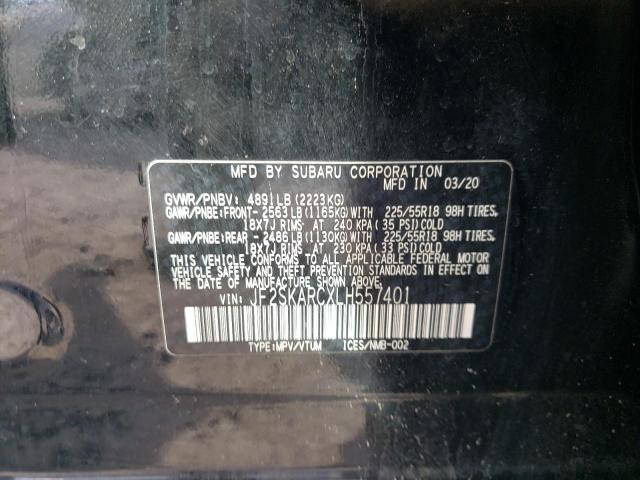 MFD BY SUBARU CORPORATION
MFD IN 03/20
GVWR/PNBV: 4891LB (2223KG)
GAWR/PNBE:FRONT-2563LB(1165KG)WITH 225/55R18 98H TIRES,
18X7J RIMS, AT 240 KPA(35 PSI)COLD
GAWR/PNBE:REAR -2486LB(1130KG)WITH 225/55R18 98H TIRES,
18X7J RIMS, AT 230 KPA(33 PSI)COLD
THIS VEHICLE CONFORMS TO ALL APPLICABLE FEDERAL MOTOR
VEHICLE SAFETY, BUMPER, AND THEFT PREVENTION STANDARDS
IN EFFECT ON THE DATE OF MANUFACTURE SHOWN ABOVE.
VIN: JF2SKARCXLH557401
TYPE:MPV/VTUM ICES/NMB-002